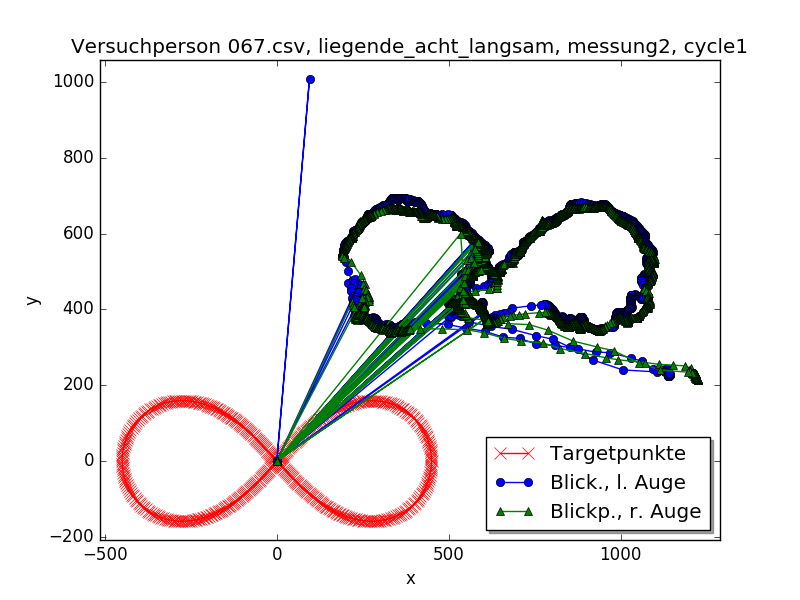 Versuchperson 067.csv, liegende_acht_langsam, messung2, cycle1
1000
800
600
400
200
0
−200
y
−500 0 500 1000
x
Targetpunkte
Blick., l. Auge
Blickp., r. Auge